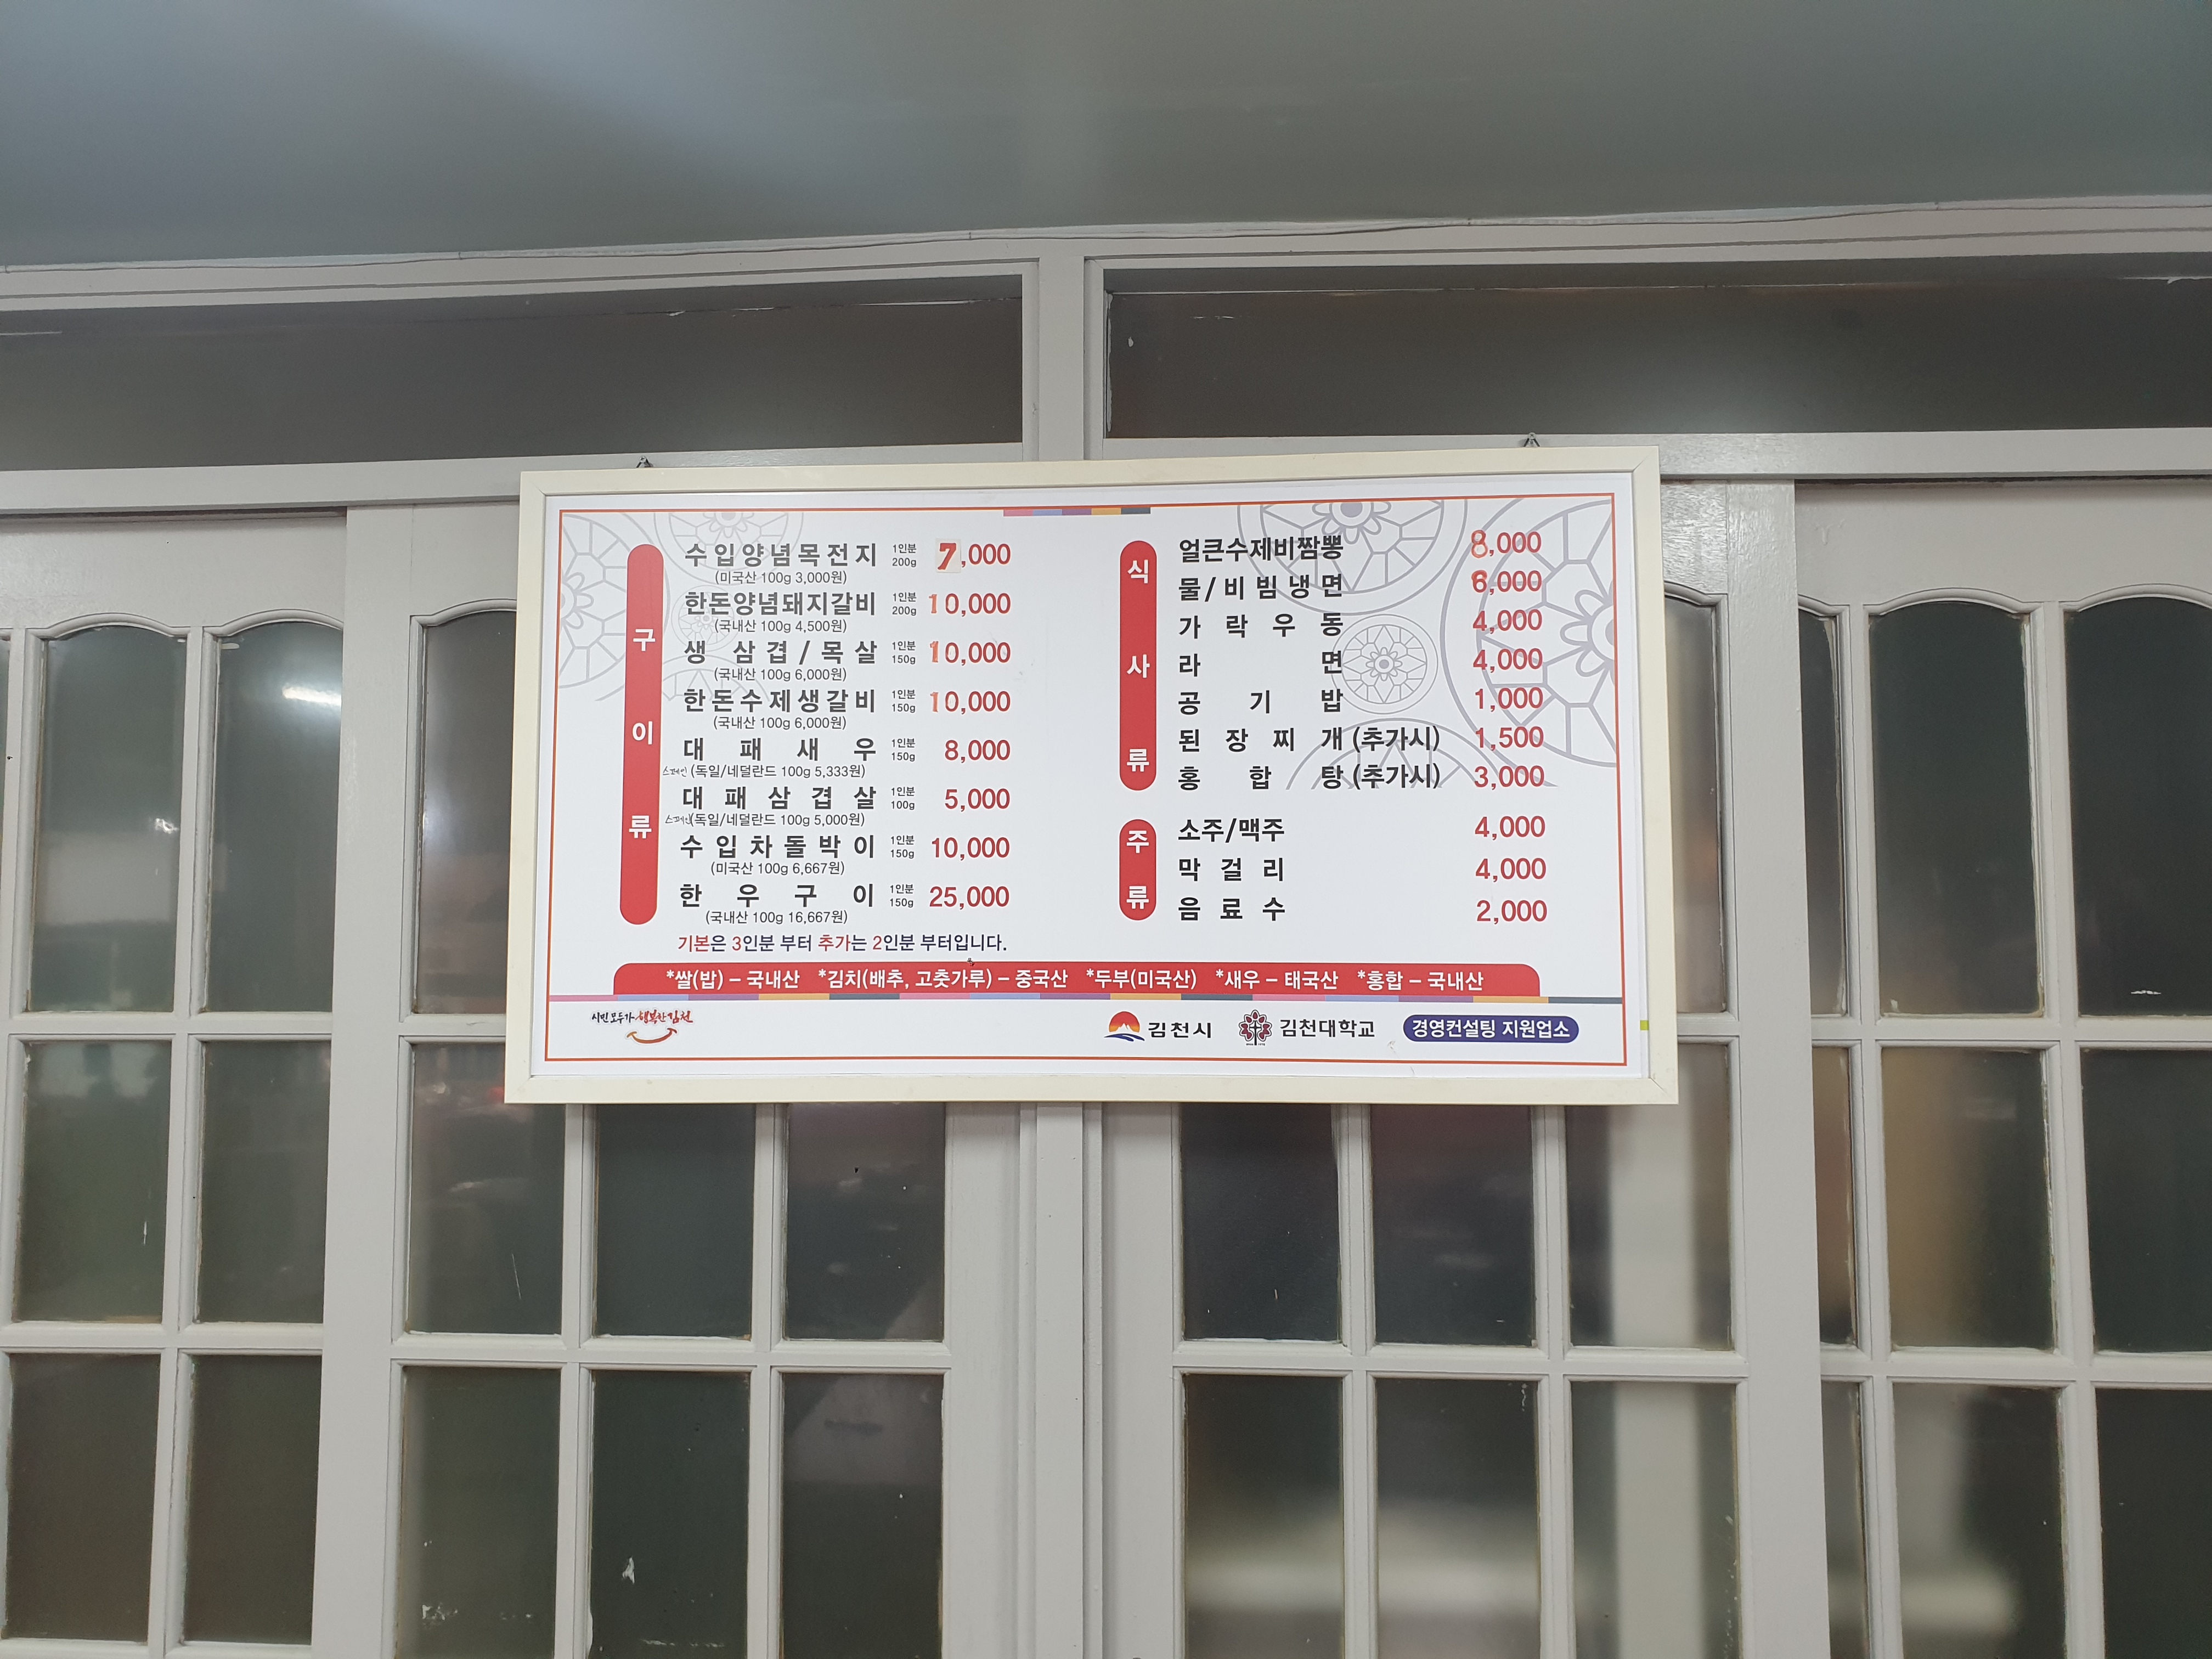 구이류
수입양념목전지 1인분 200g 7,000
(미국산 100g 3,000원)
한돈양념돼지갈비 1인분 200g 10,000
(국내산 100g 4,500원)
생 삼겹/목살 1인분 150g 10,000
(국내산 100g 6,000원)
한돈수제생갈비 1인분 150g 10,000
(국내산 100g 6,000원)
대패새우 1인분 150g 8,000
스페인 (독일/네덜란드 100g 5,333원)
대패삼겹살 1인분 100g 5,000
스페인 (독일/네덜란드 100g 5,000원)
수입차돌박이 1인분 150g 10,000
(미국산 100g 6,667원)
한우구이 1인분 150g 25,000
(국내산 100g 16,667원)
기본은 3인분 부터 추가는 2인분 부터입니다.
식사류
얼큰수제비짬뽕 8,000
물/비빔냉면 6,000
가락우동 4,000
라면 4,000
공기밥 1,000
된장찌개 (추가시) 1,500
홍합탕 (추가시) 3,000
주류
소주/맥주 4,000
막걸리 4,000
음료수 2,000
*쌀(밥) – 국내산 *김치(배추, 고춧가루) – 중국산 *두부(미국산) *새우 – 태국산 *홍합 – 국내산
시민 모두가 행복한 김천
김천시 김천대학교 경영컨설팅 지원업소